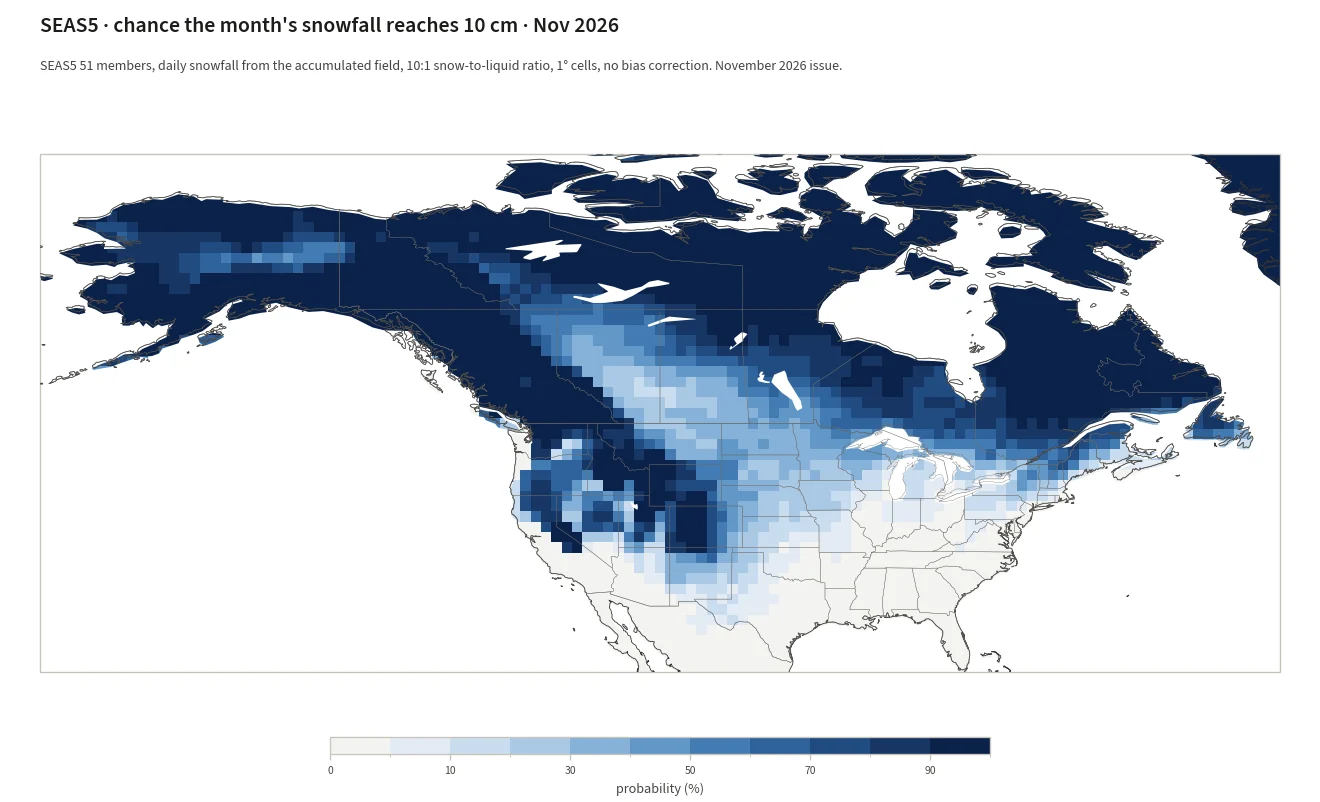 SEAS5 · chance the month's snowfall reaches 10 cm · Nov 2026
SEAS5 51 members, daily snowfall from the accumulated field, 10:1 snow-to-liquid ratio, 1° cells, no bias correction. November 2026 issue.
0 10 30 50 70 90
probability (%)